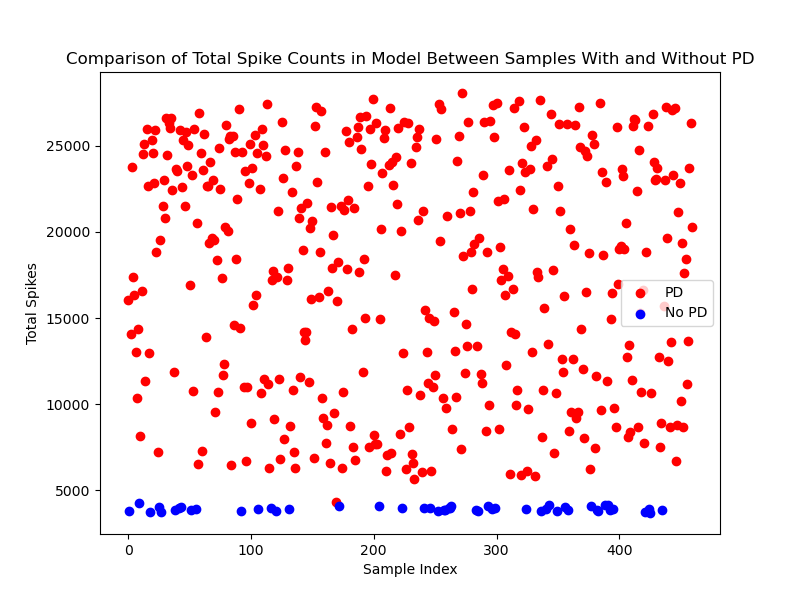 Comparison of Total Spike Counts in Model Between Samples With and Without PD
25000
20000
15000
10000
5000
Total Spikes
PD
No PD
0 100 200 300 400
Sample Index